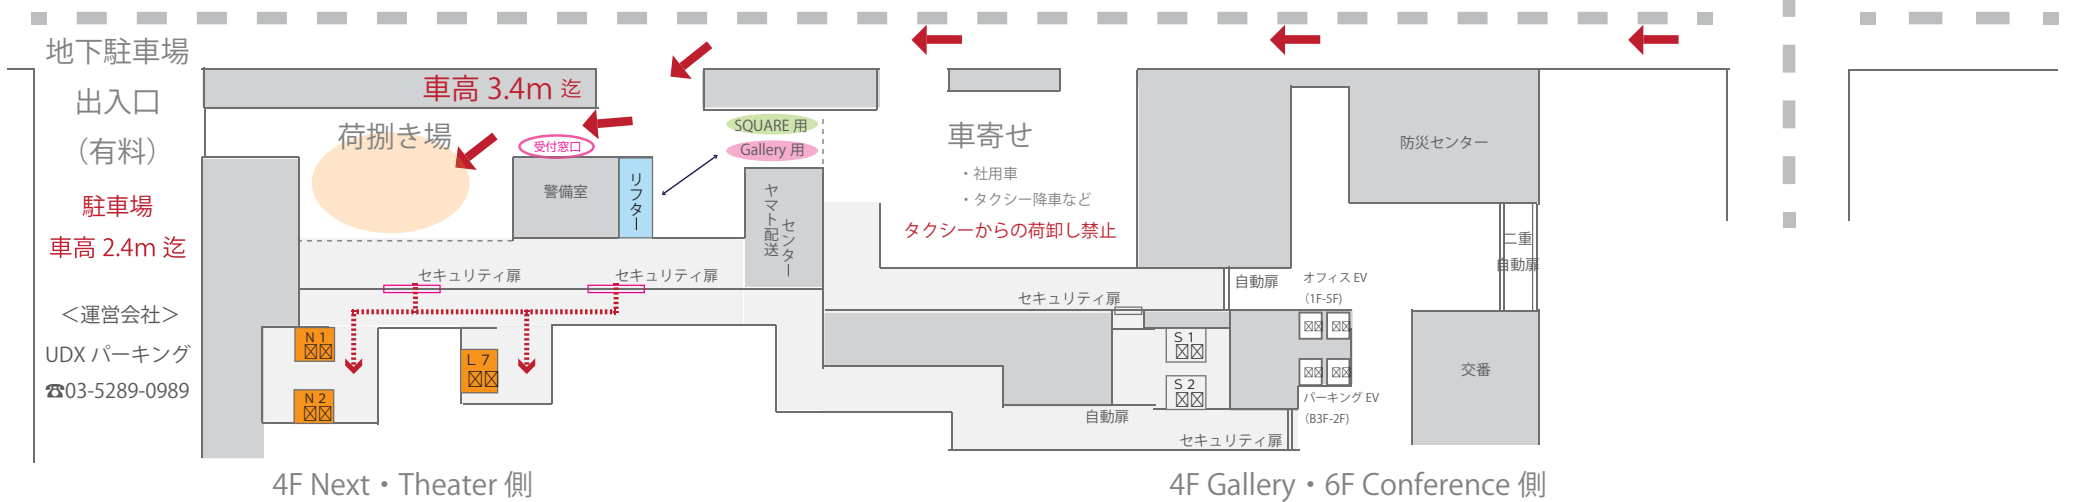 地下駐車場
出入口
（有料）
駐車場
車高 2.4m 迄
＜運営会社＞
UDX パーキング
☎03-5289-0989
車高 3.4m 迄
荷捌き場
受付窓口
警備室
リフター
SQUARE 用
Gallery 用
ヤマト配送
センター
車寄せ
・社用車
・タクシー降車など
タクシーからの荷卸し禁止
防災センター
二重
自動扉
セキュリティ扉
セキュリティ扉
セキュリティ扉
自動扉
オフィス EV
（1F-5F）
N 1
N 2
L 7
S 1
S 2
交番
パーキング EV
（B3F-2F）
自動扉
セキュリティ扉
4F Next・Theater 側
4F Gallery・6F Conference 側